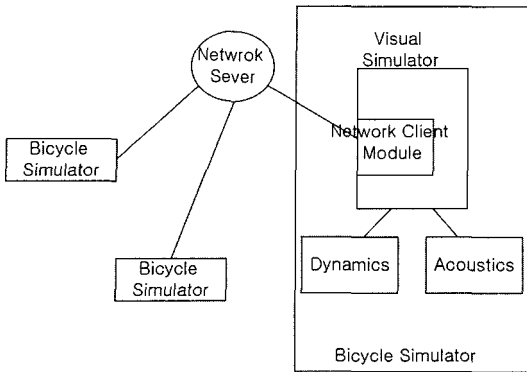 Netwrok
Sever
Visual
Simulator
Network Client
Module
Bicycle
Simulator
Bicycle
Simulator
Dynamics
Acoustics
Bicycle Simulator